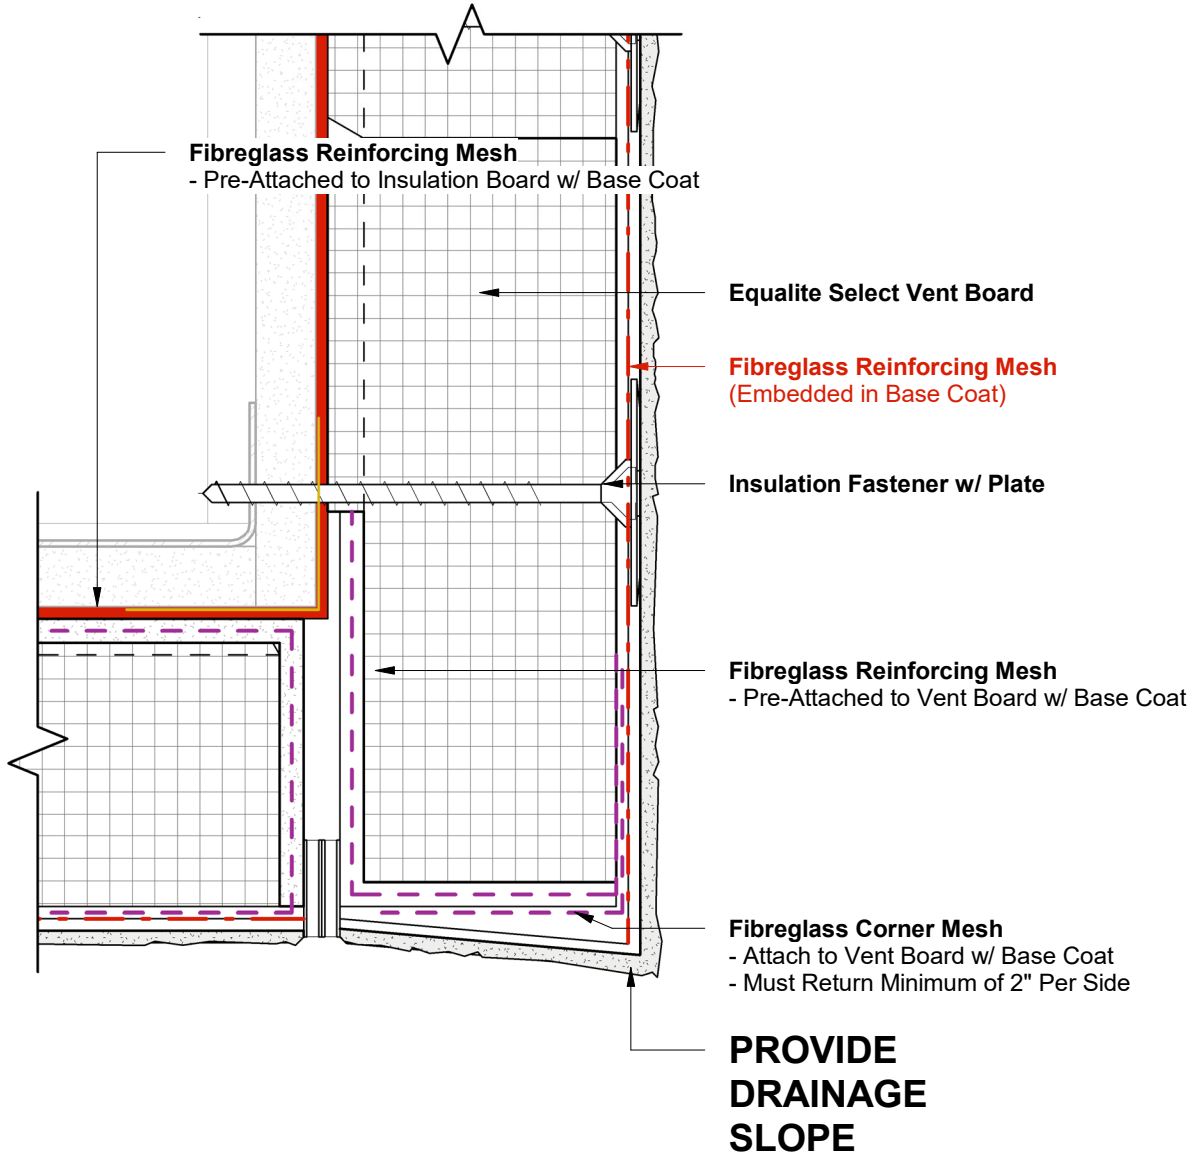 Fibreglass Reinforcing Mesh
- Pre-Attached to Insulation Board w/ Base Coat
Equalite Select Vent Board
Fibreglass Reinforcing Mesh
(Embedded in Base Coat)
Insulation Fastener w/ Plate
Fibreglass Reinforcing Mesh
- Pre-Attached to Vent Board w/ Base Coat
Fibreglass Corner Mesh
- Attach to Vent Board w/ Base Coat
- Must Return Minimum of 2" Per Side
PROVIDE
DRAINAGE
SLOPE